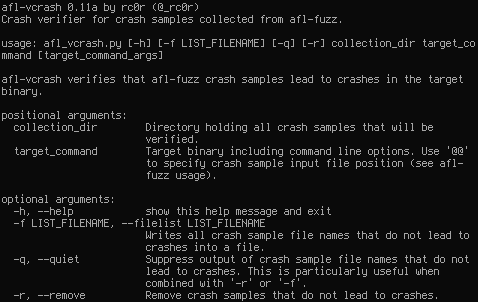 afl-vcrash 0.11a by rc0r (@_rc0r)
Crash verifier for crash samples collected from afl-fuzz.
usage: afl_vcrash.py [-h] [-f LIST_FILENAME] [-q] [-r] collection_dir target_co
mmand [target_command_args]
afl-vcrash verifies that afl-fuzz crash samples lead to crashes in the target
binary.
positional arguments:
collection_dir Directory holding all crash samples that will be
verified.
target_command Target binary including command line options. Use '@@'
to specify crash sample input file position (see afl-
fuzz usage).
optional arguments:
-h, --help show this help message and exit
-f LIST_FILENAME, --filelist LIST_FILENAME
Writes all crash sample file names that do not lead to
crashes into a file.
-q, --quiet Suppress output of crash sample file names that do not
lead to crashes. This is particularly useful when
combined with '-r' or '-f'.
-r, --remove Remove crash samples that do not lead to crashes.